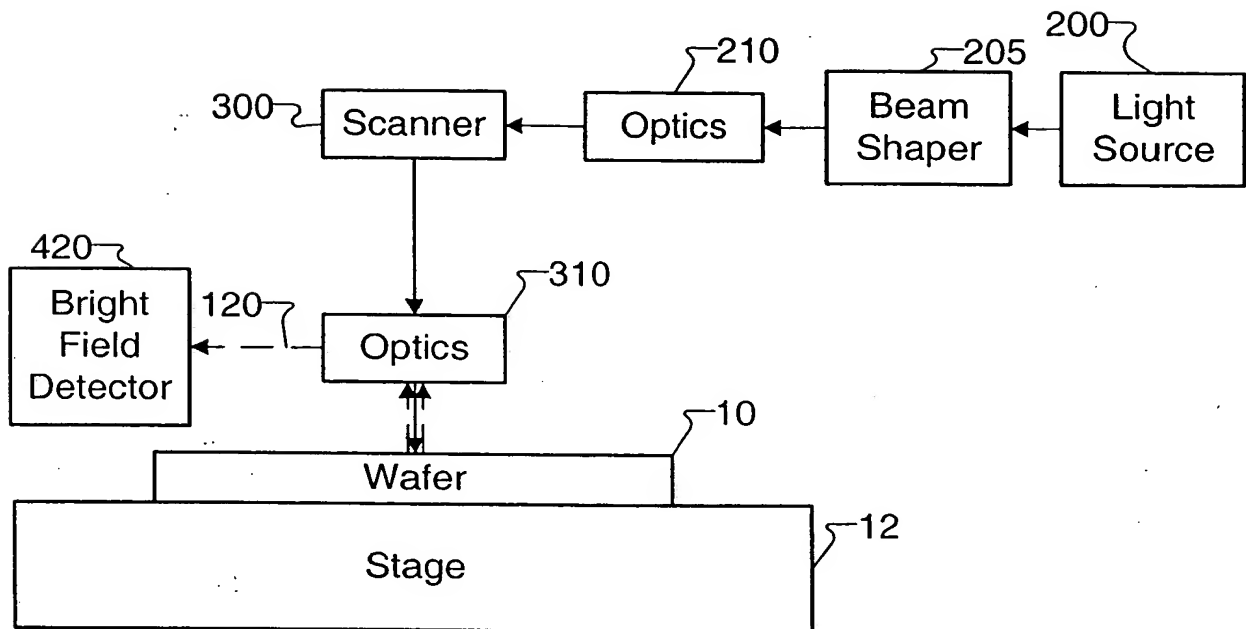 200
205
210
300
Scanner
Optics
Beam
Shaper
Light
Source
420
120
310
Bright
Field
Detector
Optics
10
Wafer
12
Stage